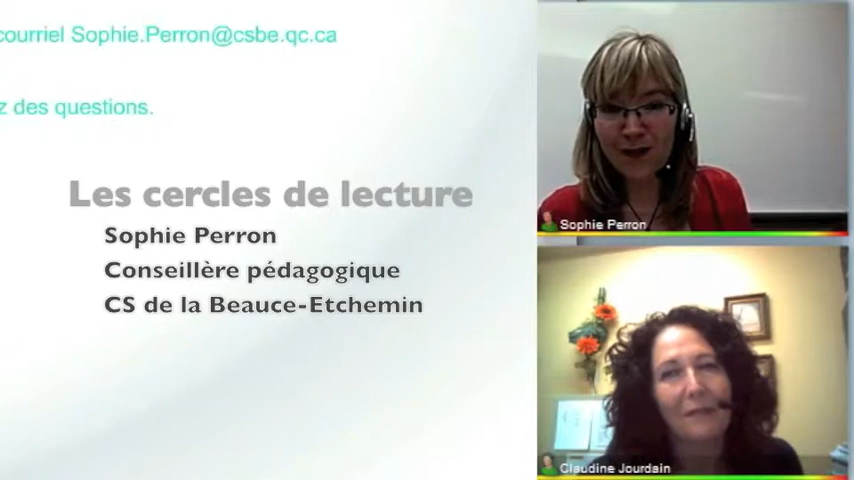 courriel Sophie.Perron@csbe.qc.ca
z des questions.
Les cercles de lecture
Sophie Perron
Conseillère pédagogique
CS de la Beauce-Etchemin
Sophie Perron
Claudine Jourdain